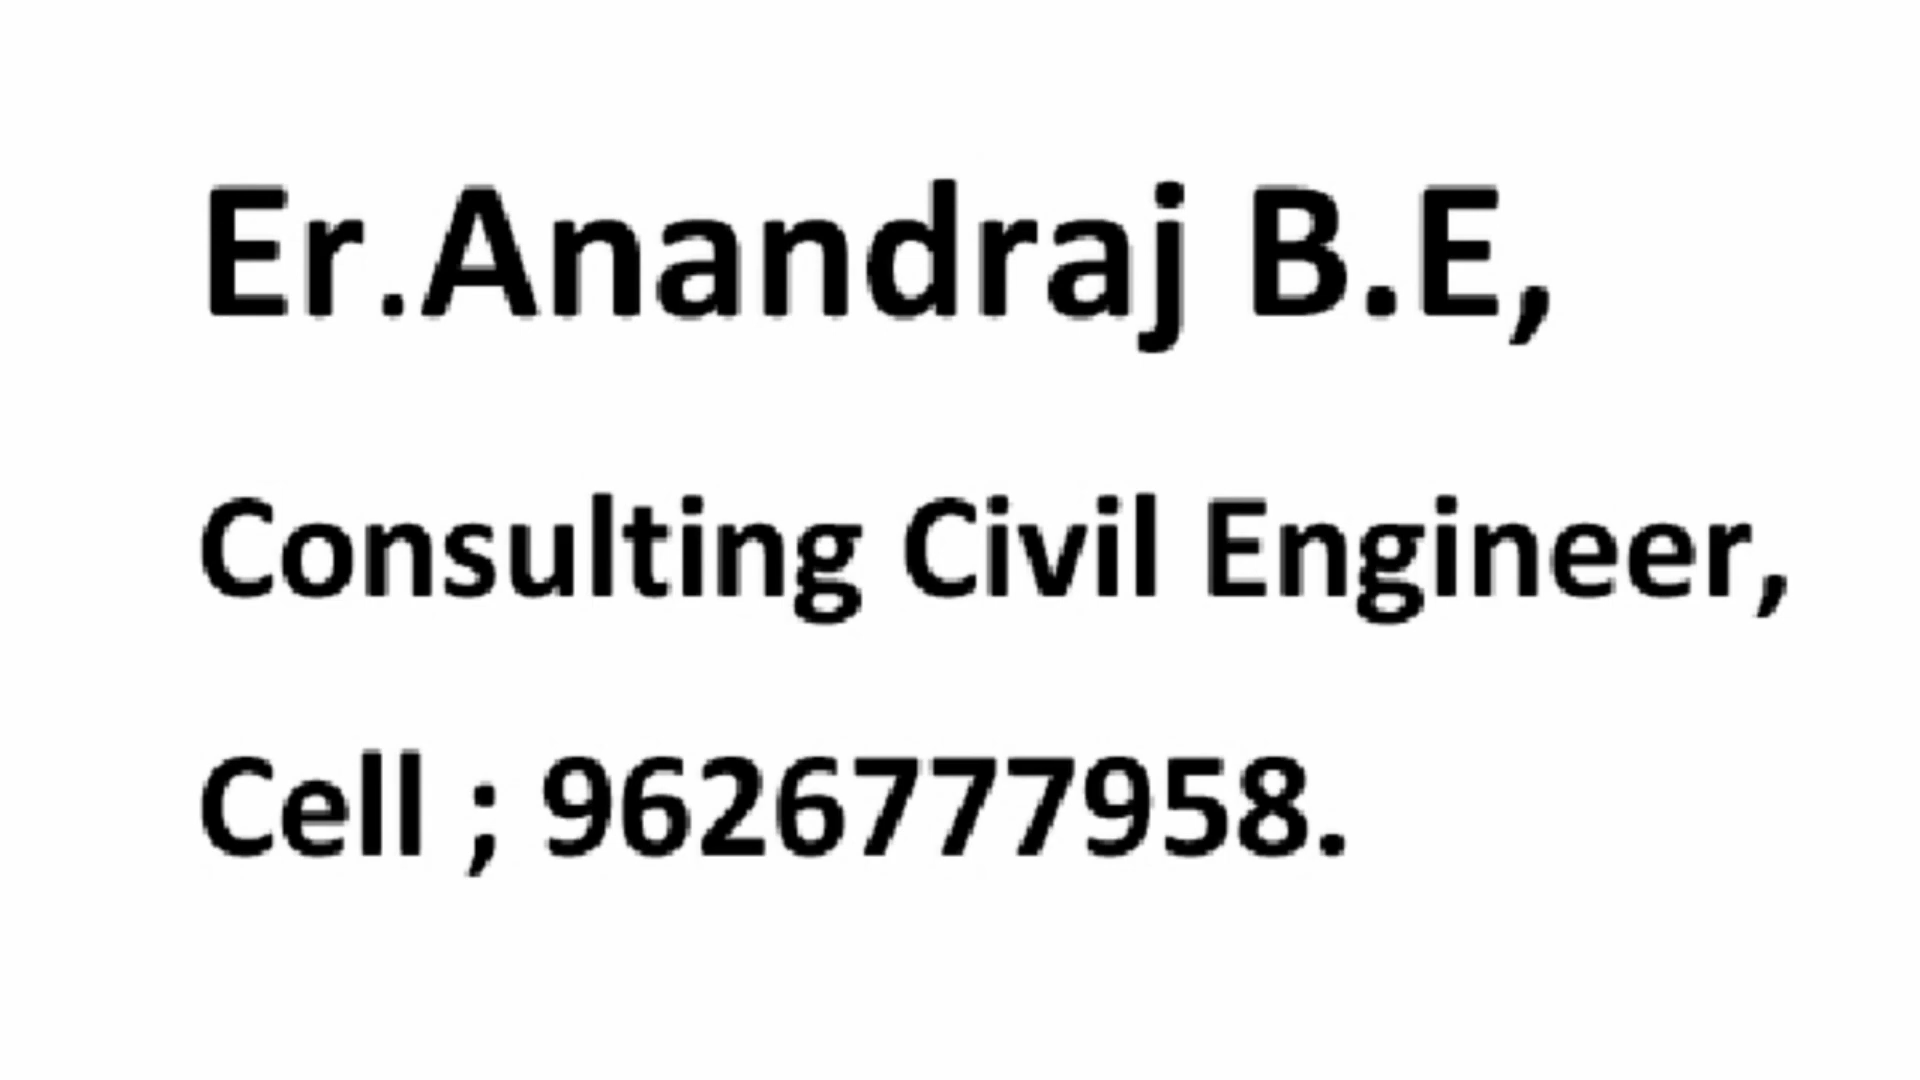 Er.Anandraj B.E,
Consulting Civil Engineer,
Cell ; 9626777958.